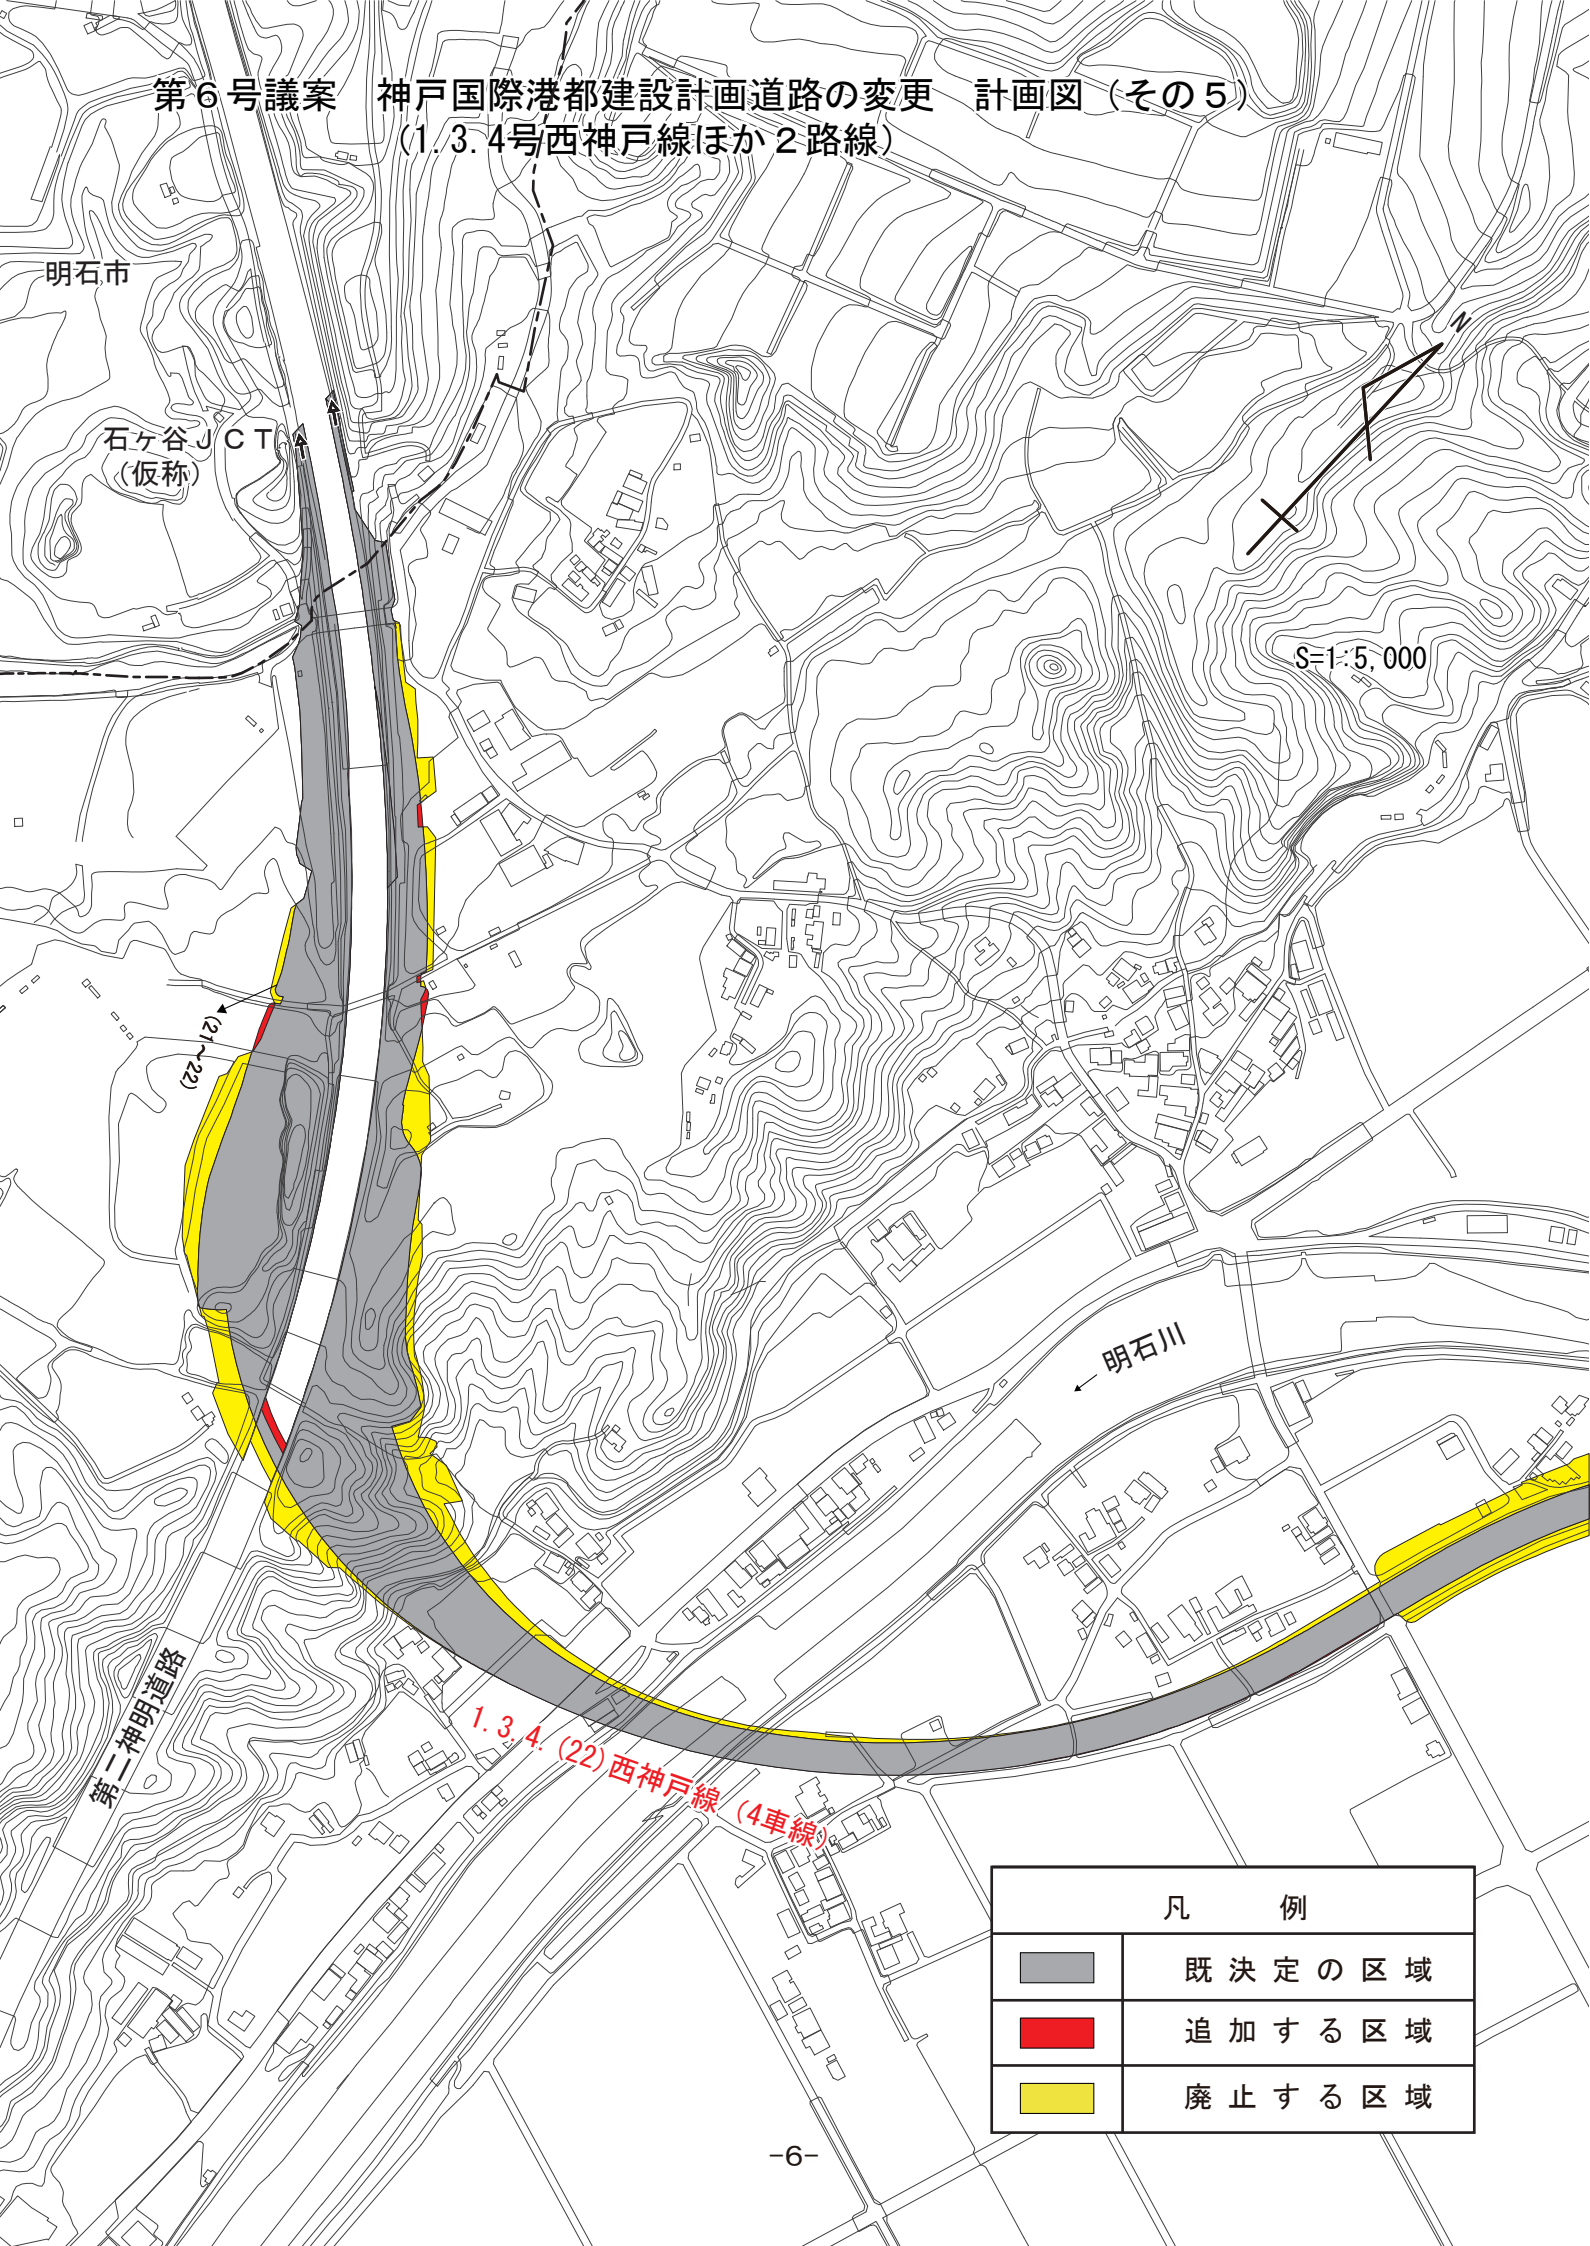 第６号議案　神戸国際港都建設計画道路の変更　計画図（その５）
(1.3.4号西神戸線ほか２路線)
明石市
石ヶ谷ＪＣＴ
(仮称)
N
S=1:5,000
(21～22)
明石川
第二神明道路
1.3.4.(22)西神戸線（4車線）
凡　例
既決定の区域
追加する区域
廃止する区域
-6-